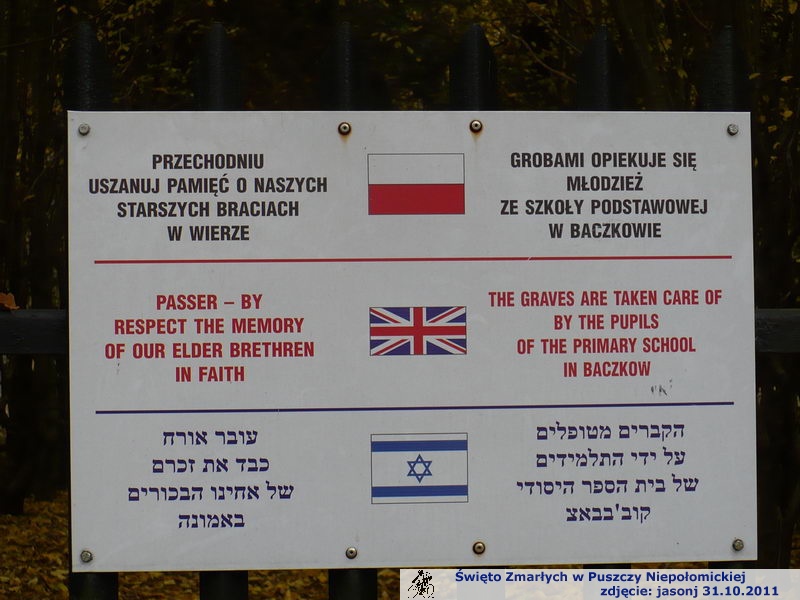 PRZECHODNIU
USZANUJ PAMIĘĆ O NASZYCH
STARSZYCH BRACIACH
W WIERZE
GROBAMI OPIEKUJE SIĘ
MŁODZIEŻ
ZE SZKOŁY PODSTAWOWEJ
W BACZKOWIE
PASSER – BY
RESPECT THE MEMORY
OF OUR ELDER BRETHREN
IN FAITH
THE GRAVES ARE TAKEN CARE OF
BY THE PUPILS
OF THE PRIMARY SCHOOL
IN BACZKOW
עובר אורח
כבד את זכרם
של אחינו הבכורים
באמונה
הקברים מטופלים
על ידי התלמידים
של בית הספר היסודי
קוב'בבאצ
Święto Zmarłych w Puszczy Niepołomickiej
zdjęcie: jasonj 31.10.2011